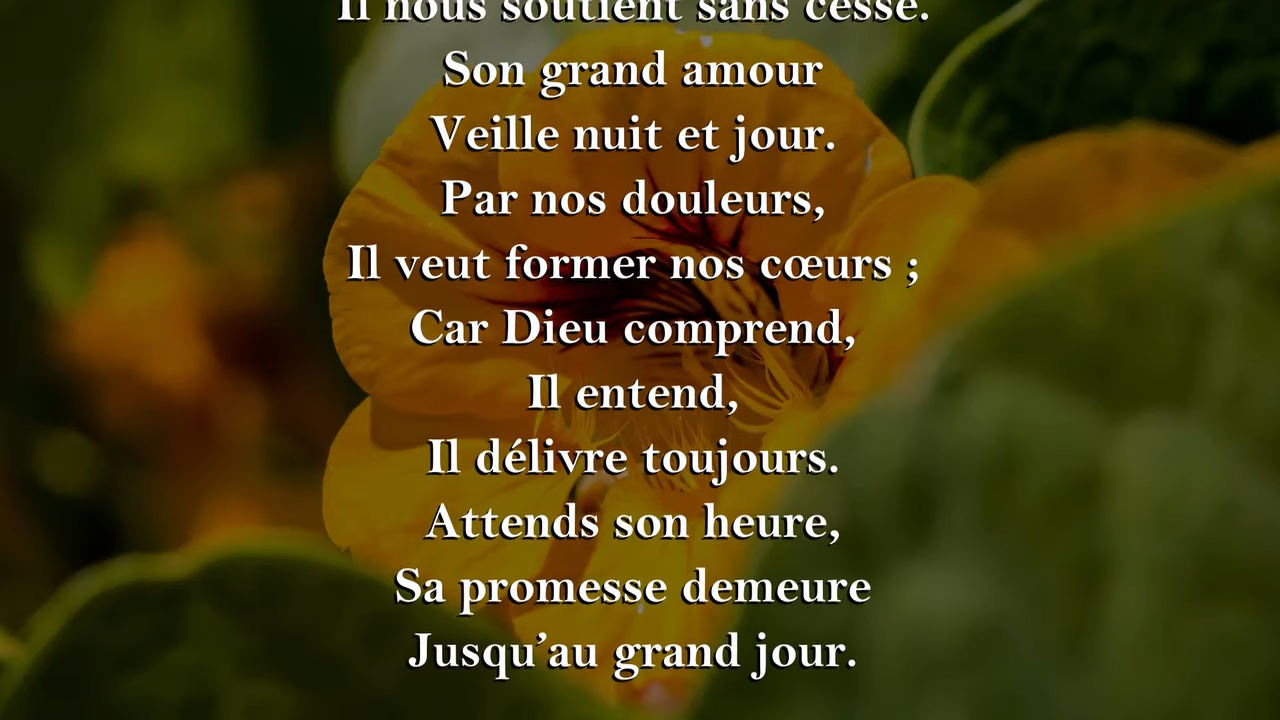 Il nous soutient sans cesse.
Son grand amour
Veille nuit et jour.
Par nos douleurs,
Il veut former nos cœurs ;
Car Dieu comprend,
Il entend,
Il délivre toujours.
Attends son heure,
Sa promesse demeure
Jusqu’au grand jour.